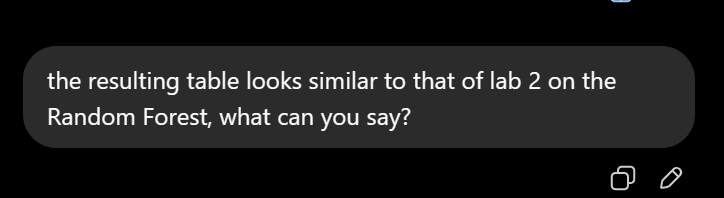 the resulting table looks similar to that of lab 2 on the
Random Forest, what can you say?